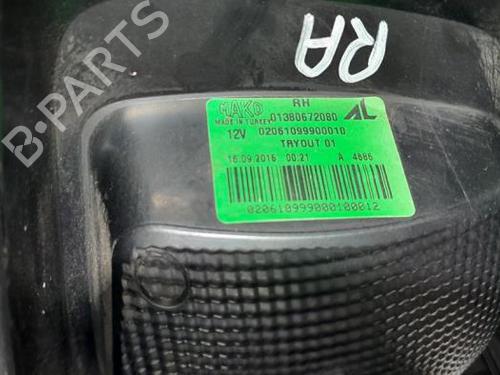 RA
RH
MAKO 01380672080 AL
MADE IN TURKEY
12V 02061099900010
TRYOUT 01
16.09.2016 00:21 A 4686
020610999000100012
B-PARTS